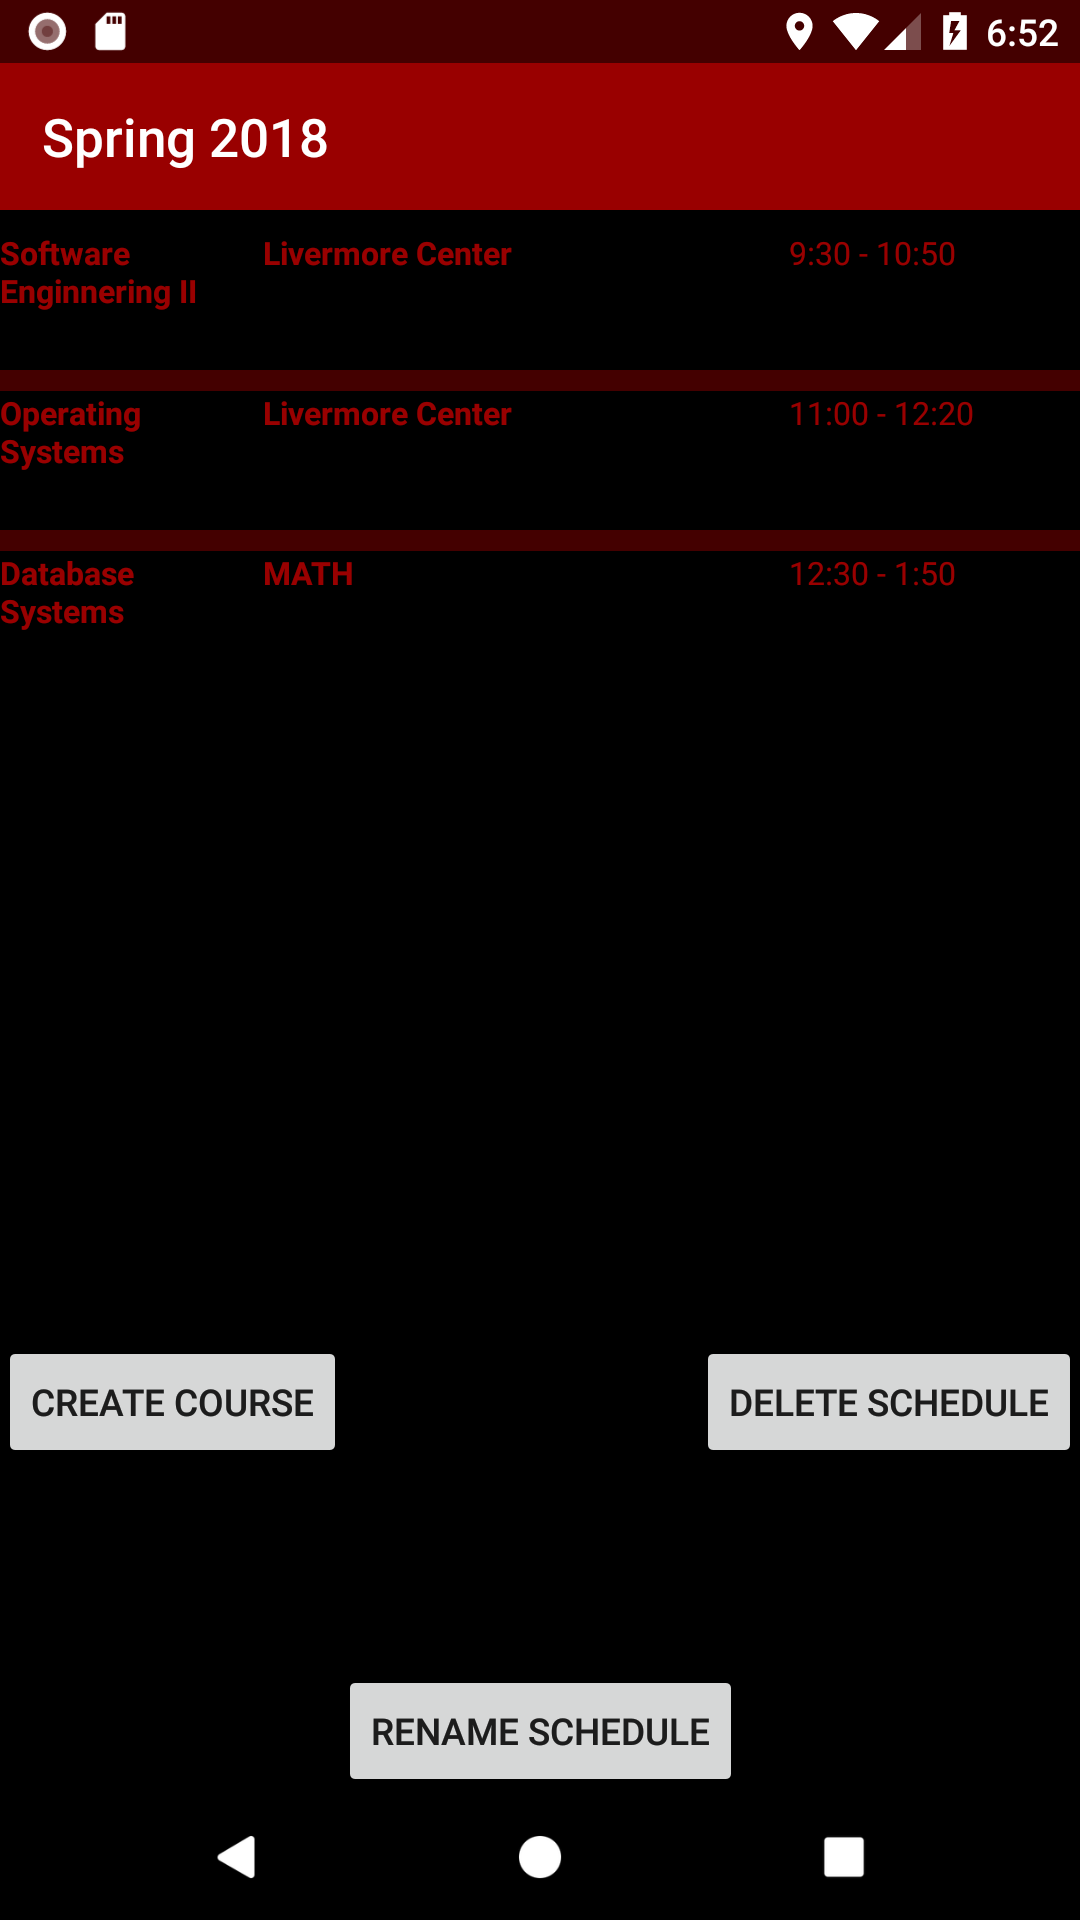 6:52
Spring 2018
Software Livermore Center 9:30 - 10:50
Enginnering II
Operating Livermore Center 11:00 - 12:20
Systems
Database MATH 12:30 - 1:50
Systems
CREATE COURSE DELETE SCHEDULE
RENAME SCHEDULE